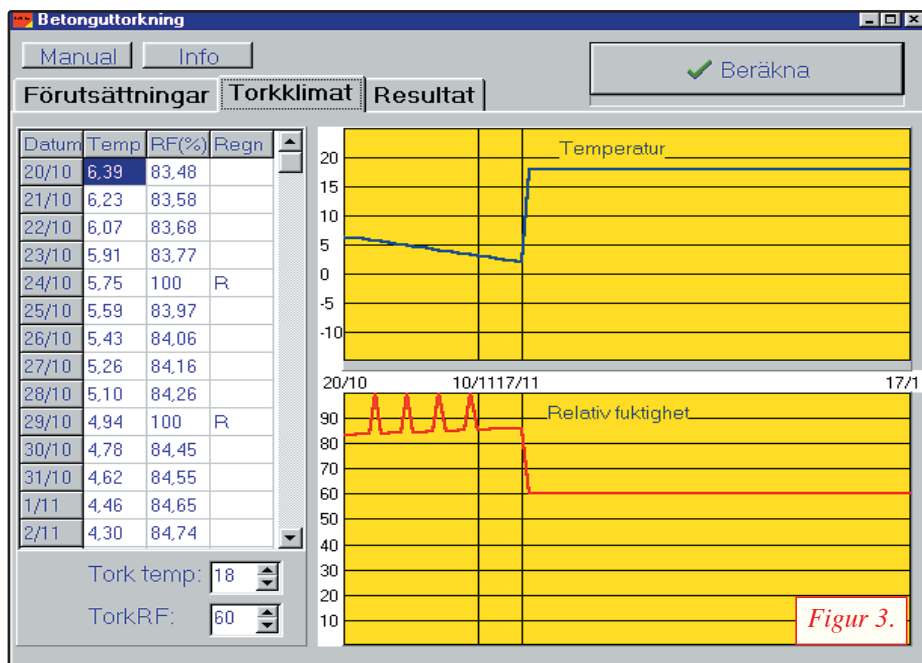 Betonguttorkning
Manual Info
Beräkna
Förutsättningar Torkklimat Resultat
Datum Temp RF(%) Regn
20/10 6,39 83,48
21/10 6,23 83,58
22/10 6,07 83,68
23/10 5,91 83,77
24/10 5,75 100 R
25/10 5,59 83,97
26/10 5,43 84,06
27/10 5,26 84,16
28/10 5,10 84,26
29/10 4,94 100 R
30/10 4,78 84,45
31/10 4,62 84,55
1/11 4,46 84,65
2/11 4,30 84,74
Tork temp: 18
TorkRF: 60
Temperatur
20
15
10
5
0
-5
-10
20/10 10/11 17/11 17/1
Relativ fuktighet
90
80
70
60
50
40
30
20
10
Figur 3.